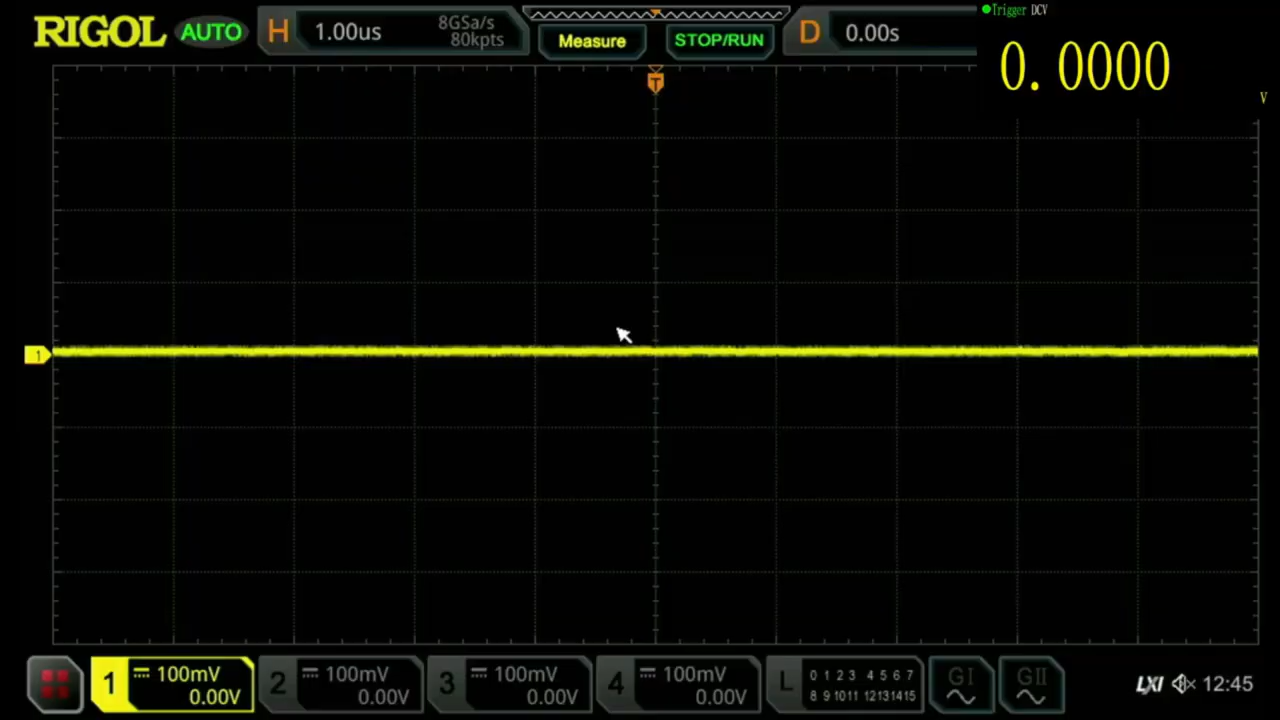 RIGOL AUTO H 1.00us 8GSa/s 80kpts Measure STOP/RUN D 0.00s
Trigger DCV
0.0000
V
T
1
1 100mV 0.00V
2 100mV 0.00V
3 100mV 0.00V
4 100mV 0.00V
L 0 1 2 3 4 5 6 7
8 9 10 11 12 13 14 15
GI GII
LXI 12:45